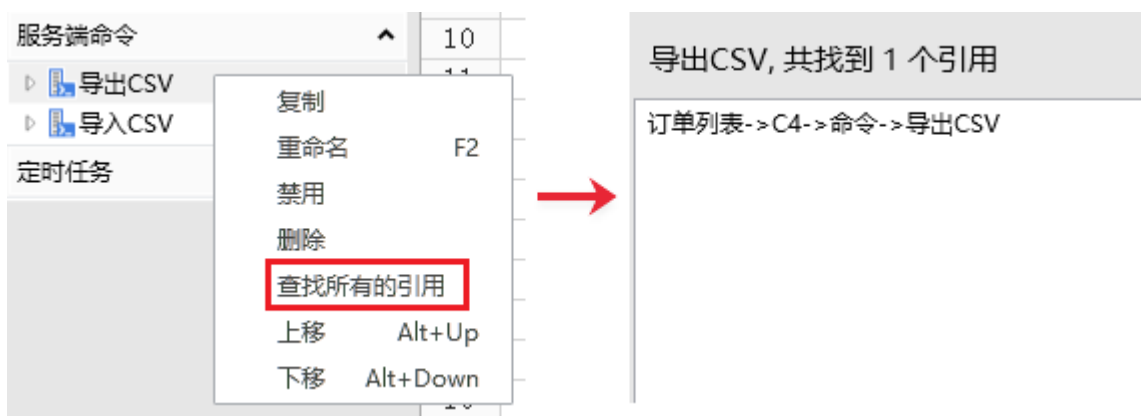 服务端命令
导出CSV
导入CSV
定时任务
10
复制
重命名 F2
禁用
删除
查找所有的引用
上移 Alt+Up
下移 Alt+Down
导出CSV, 共找到 1 个引用
订单列表->C4->命令->导出CSV